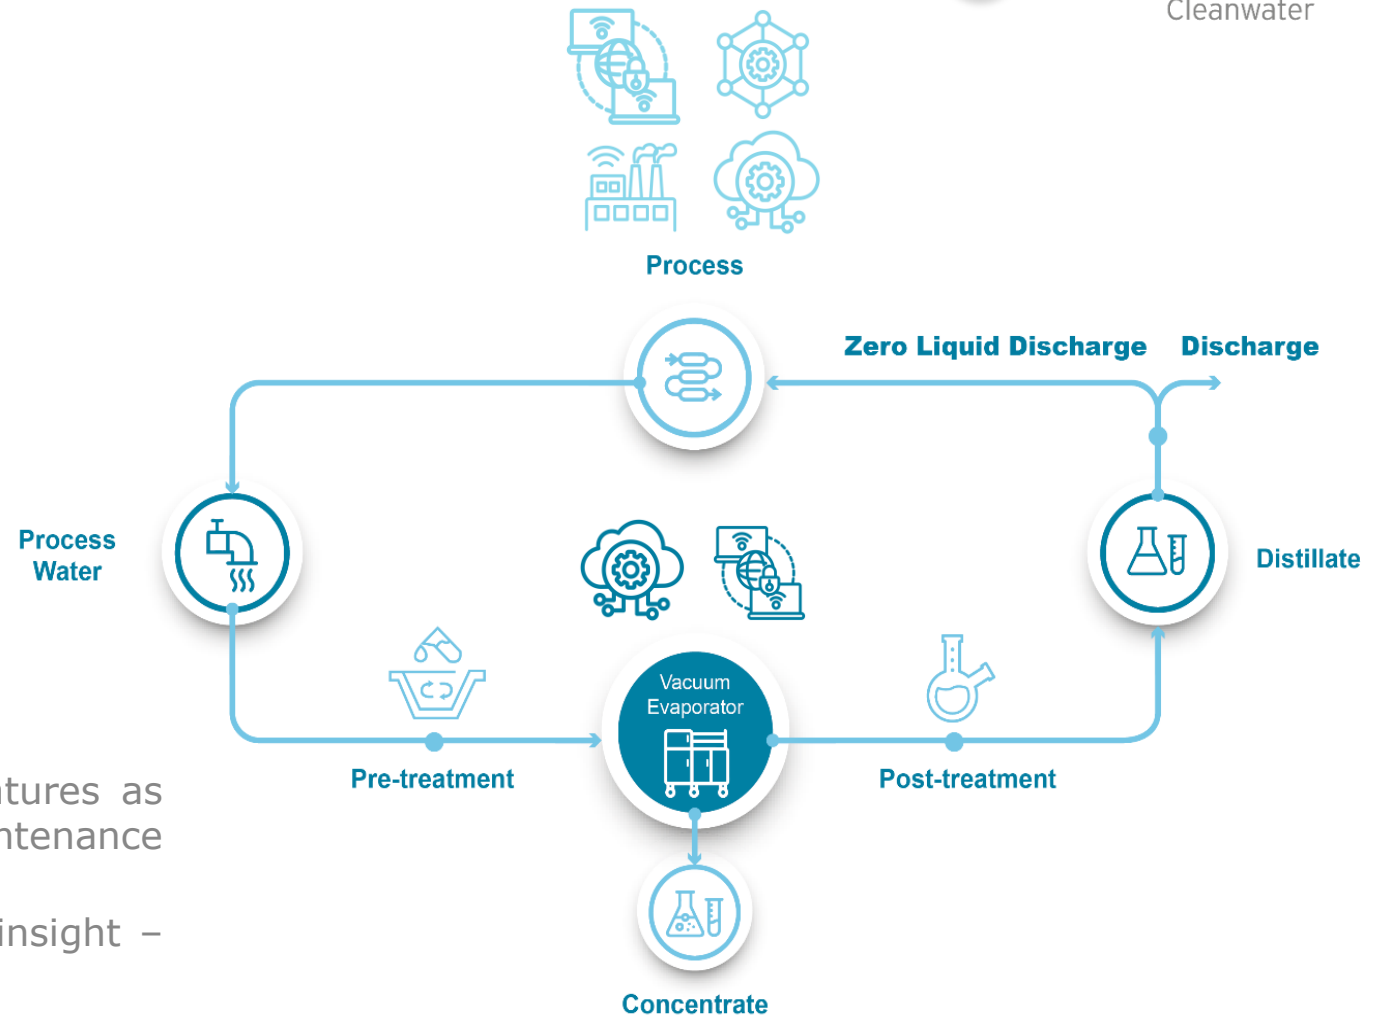 Cleanwater
Process
Zero Liquid Discharge
Discharge
Process
Water
Distillate
Vacuum
Evaporator
Pre-treatment
Post-treatment
atures as
ntenance
insight –
Concentrate